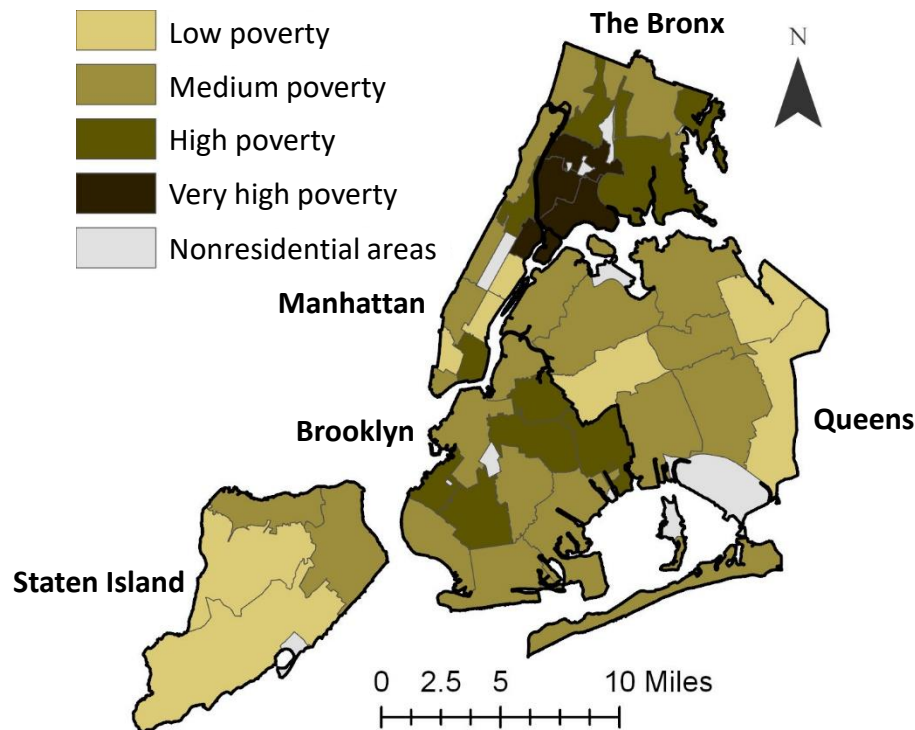 Low poverty
Medium poverty
High poverty
Very high poverty
Nonresidential areas
The Bronx
N
Manhattan
Brooklyn
Queens
Staten Island
0 2.5 5 10 Miles